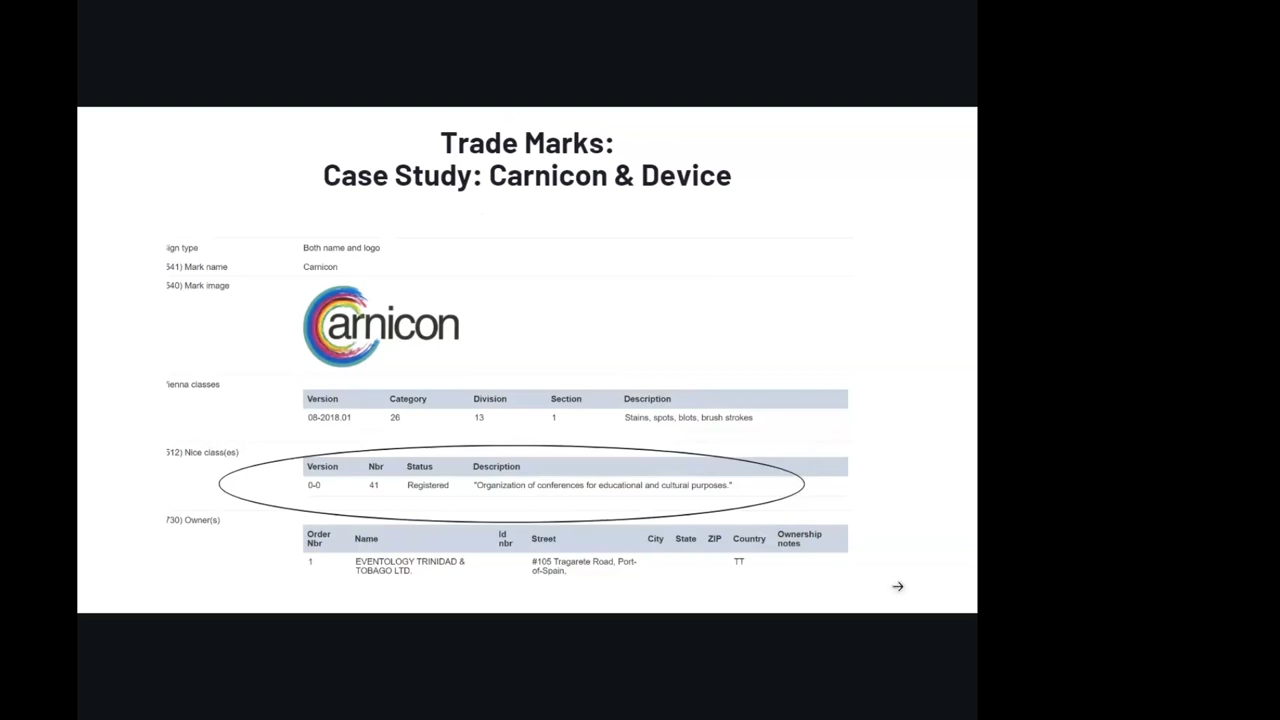 Trade Marks:
Case Study: Carnicon & Device
ign type Both name and logo
541) Mark name Carnicon
540) Mark image
Carnicon
ienna classes
Version Category Division Section Description
08-2018.01 26 13 1 Stains, spots, blots, brush strokes
512) Nice class(es)
Version Nbr Status Description
0-0 41 Registered "Organization of conferences for educational and cultural purposes."
730) Owner(s)
Order Nbr Name Id nbr Street City State ZIP Country Ownership notes
1 EVENTOLOGY TRINIDAD & #105 Tragarete Road, Port- TT
TOBAGO LTD. of-Spain,